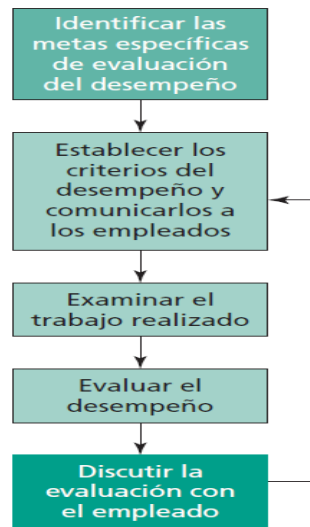 Identificar las
metas específicas
de evaluación
del desempeño
Establecer los
criterios del
desempeño y
comunicarlos a
los empleados
Examinar el
trabajo realizado
Evaluar el
desempeño
Discutir la
evaluación con
el empleado